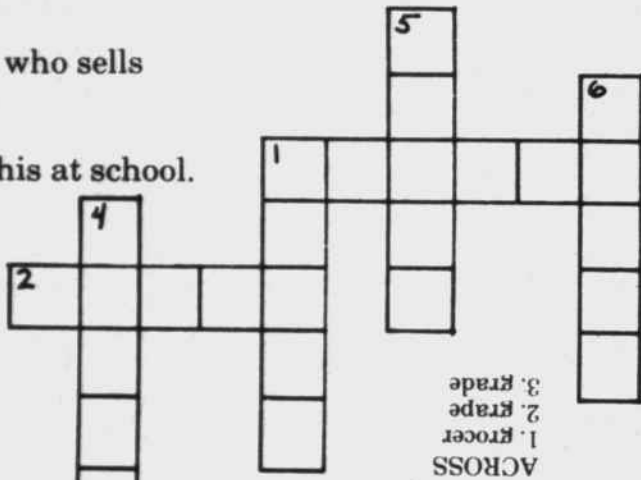 who sells
his at school.
5
6
1
4
2
ACROSS
1. grocer
2. grape
3. grade